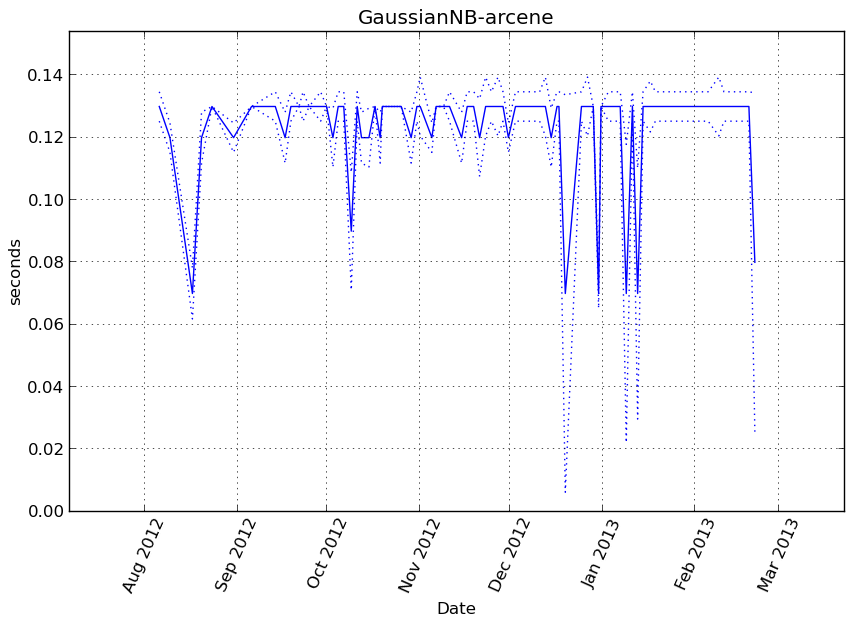 GaussianNB-arcene
0.14
0.12
0.10
0.08
0.06
0.04
0.02
0.00
seconds
Aug 2012
Sep 2012
Oct 2012
Nov 2012
Dec 2012
Jan 2013
Feb 2013
Mar 2013
Date